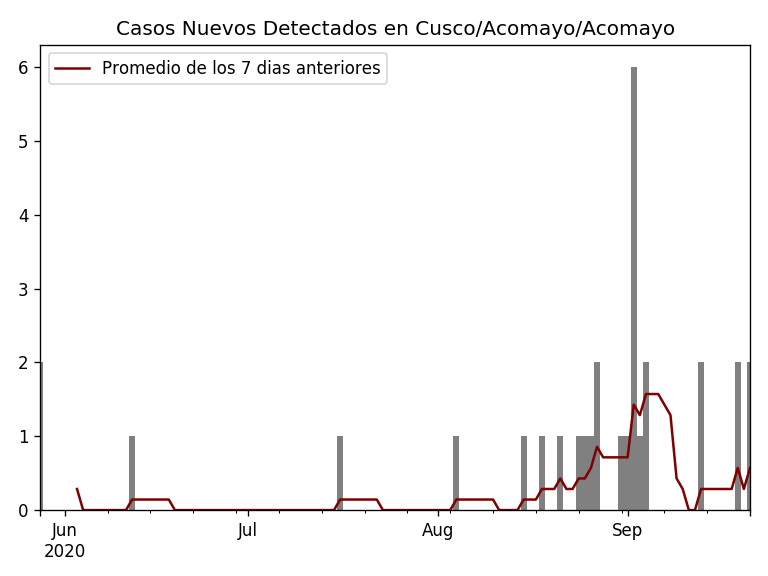 Casos Nuevos Detectados en Cusco/Acomayo/Acomayo
Promedio de los 7 dias anteriores
6
5
4
3
2
1
0
Jun Jul Aug Sep
2020